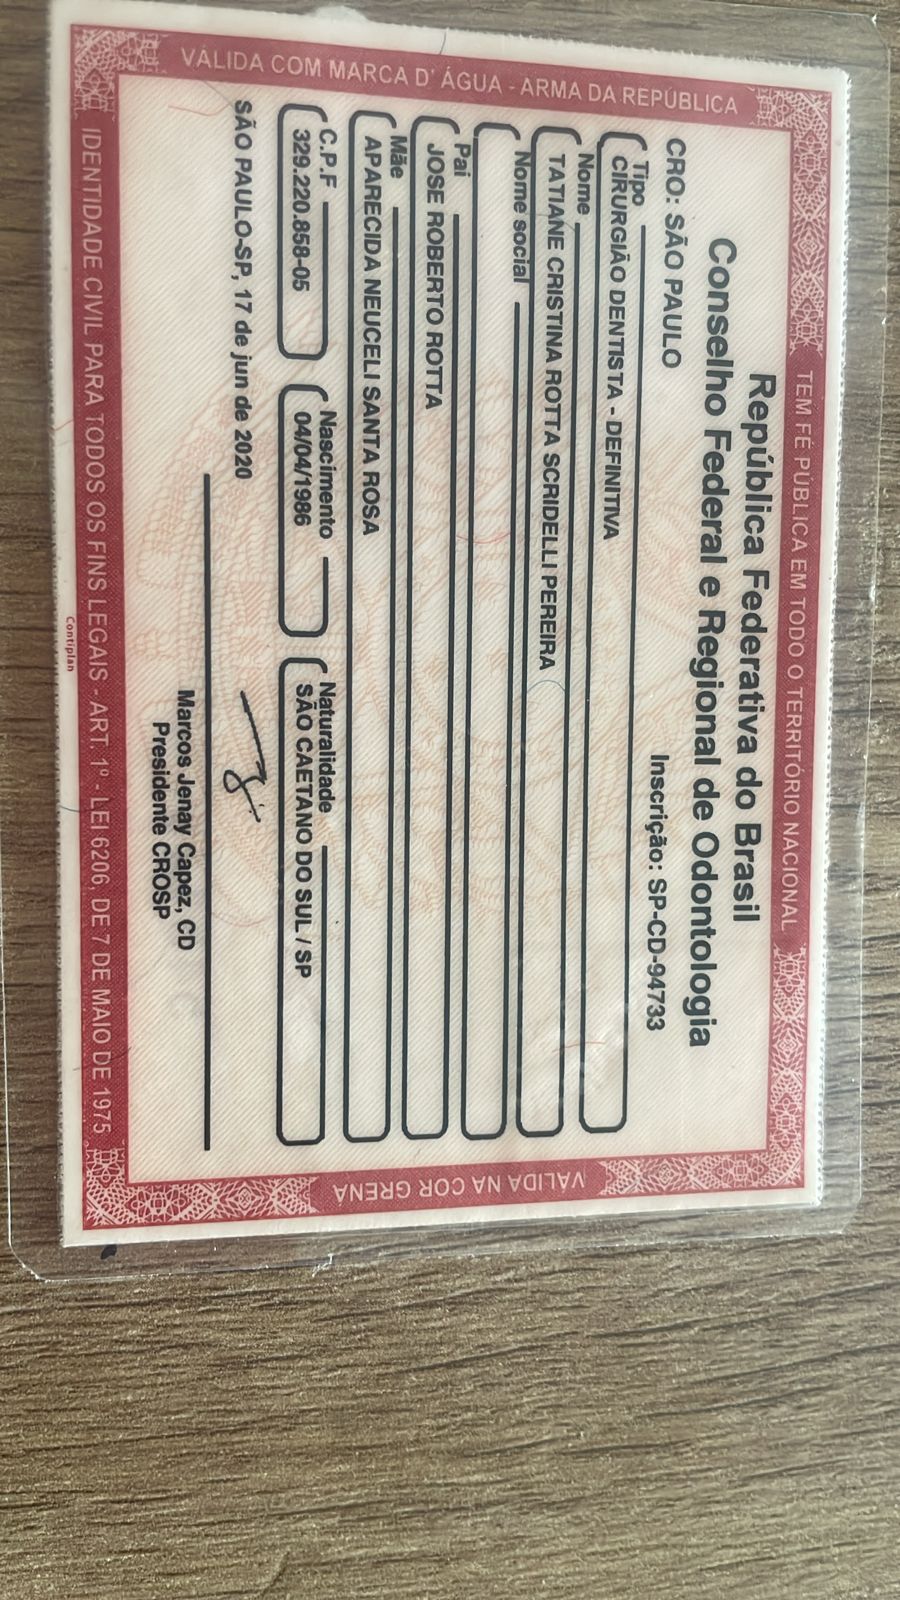 VÁLIDA COM MARCA D' ÁGUA - ARMA DA REPÚBLICA
TEM FÉ PÚBLICA EM TODO O TERRITÓRIO NACIONAL
República Federativa do Brasil
Conselho Federal e Regional de Odontologia
CRO: SÃO PAULO
Inscrição: SP-CD-94733
Tipo
CIRURGIÃO DENTISTA - DEFINITIVA
Nome
TATIANE CRISTINA ROTTA SCRIDELLI PEREIRA
Nome social
Pai
JOSE ROBERTO ROTTA
Mãe
APARECIDA NEUCELI SANTA ROSA
C.P.F
329.220.858-05
Nascimento
04/04/1986
Naturalidade
SÃO CAETANO DO SUL / SP
SÃO PAULO-SP, 17 de jun de 2020
Marcos Jenay Capez, CD
Presidente CROSP
VALIDA NA COR GRENÁ
IDENTIDADE CIVIL PARA TODOS OS FINS LEGAIS - ART. 1º - LEI 6206, DE 7 DE MAIO DE 1975
Contiplan